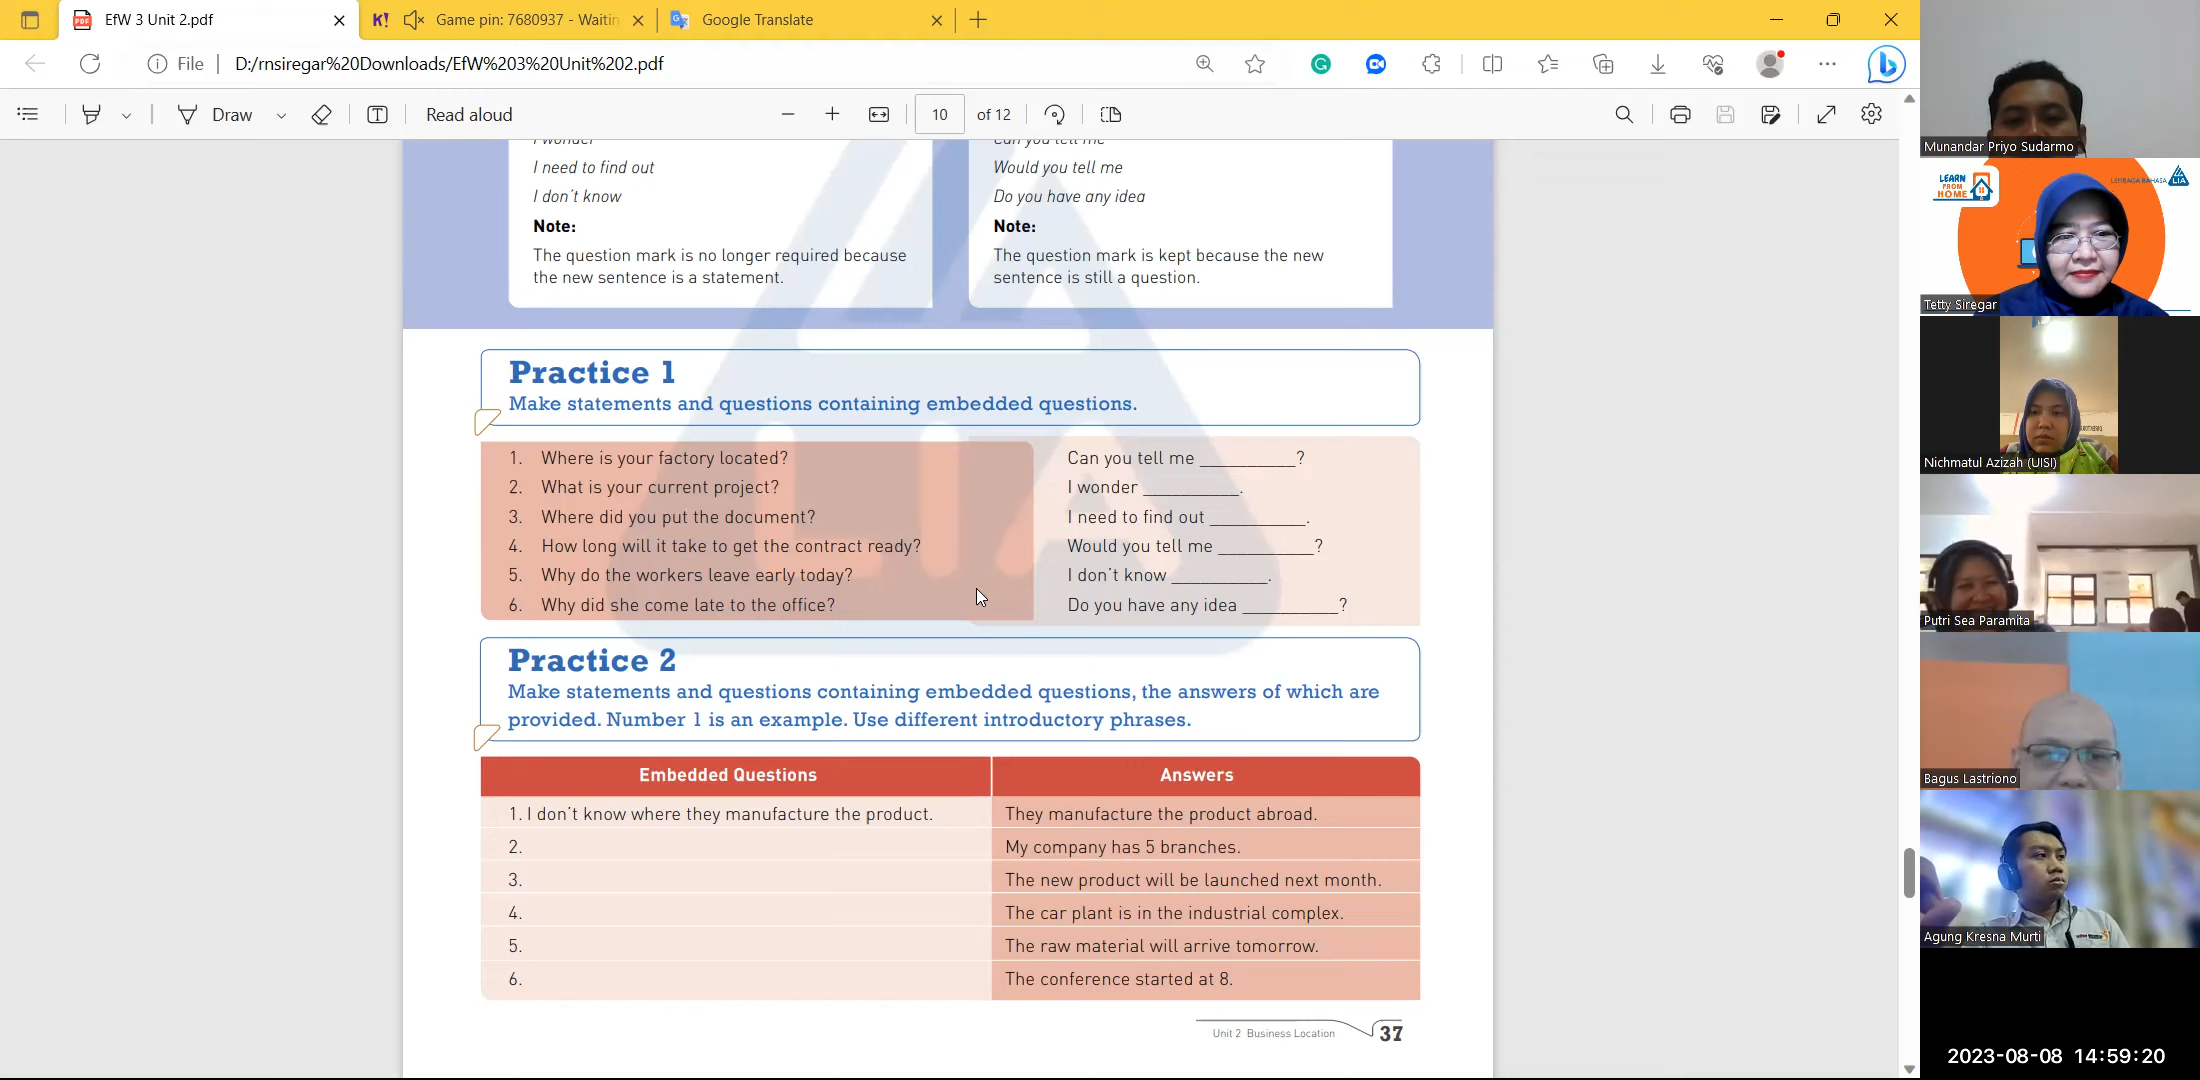 EfW 3 Unit 2.pdf
Game pin: 7680937 - Waitin
Google Translate
File
D:/rnsiregar%20Downloads/EfW%203%20Unit%202.pdf
Draw
Read aloud
10 of 12
I wonder
I need to find out
I don't know
Note:
The question mark is no longer required because
the new sentence is a statement.
Can you tell me
Would you tell me
Do you have any idea
Note:
The question mark is kept because the new
sentence is still a question.
Practice 1
Make statements and questions containing embedded questions.
1. Where is your factory located? Can you tell me __________?
2. What is your current project? I wonder __________.
3. Where did you put the document? I need to find out __________.
4. How long will it take to get the contract ready? Would you tell me __________?
5. Why do the workers leave early today? I don't know __________.
6. Why did she come late to the office? Do you have any idea __________?
Practice 2
Make statements and questions containing embedded questions, the answers of which are
provided. Number 1 is an example. Use different introductory phrases.
Embedded Questions Answers
1. I don't know where they manufacture the product. They manufacture the product abroad.
2. My company has 5 branches.
3. The new product will be launched next month.
4. The car plant is in the industrial complex.
5. The raw material will arrive tomorrow.
6. The conference started at 8.
Unit 2 Business Location 37
LIA
Munandar Priyo Sudarmo
LEARN
FROM
HOME
LEMBAGA BAHASA LIA
Tetty Siregar
Nichmatul Azizah (UISI)
Putri Sea Paramita
Bagus Lastriono
Agung Kresna Murti
2023-08-08 14:59:20